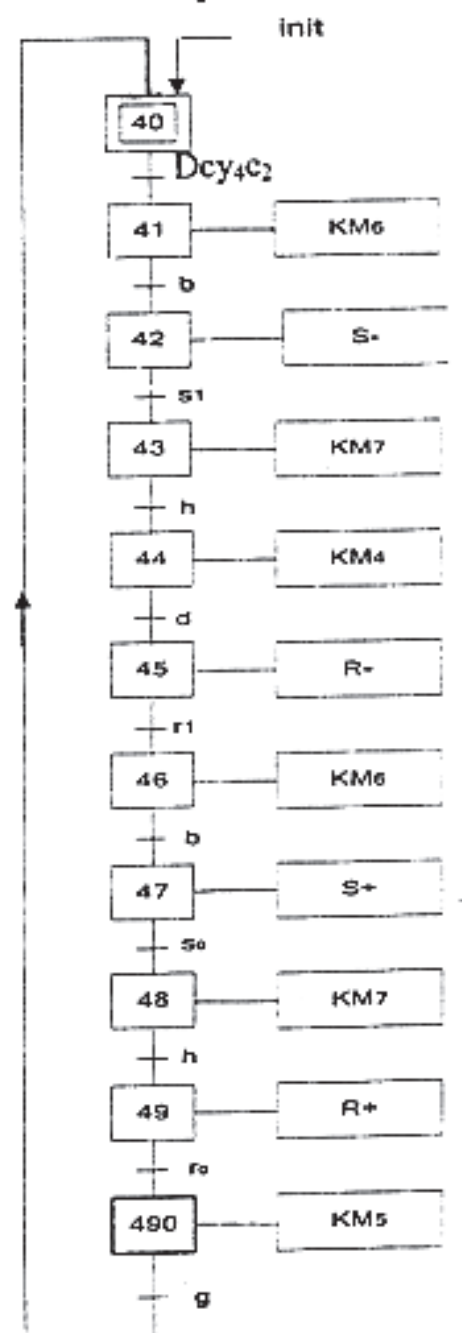 init
40
Dcy₄c₂
41 KM6
b
42 S-
s1
43 KM7
h
44 KM4
d
45 R-
r1
46 KM6
b
47 S+
s₀
48 KM7
h
49 R+
r₀
490 KM5
g